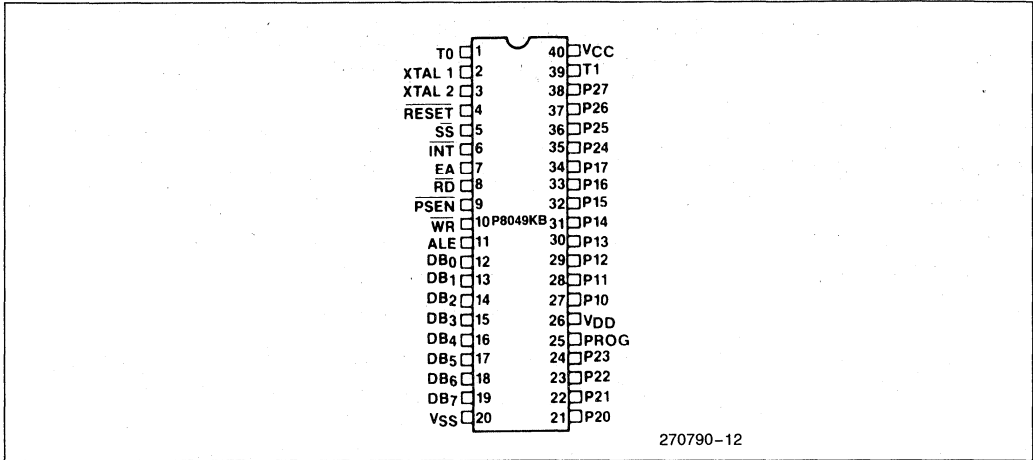 T0 1 40 VCC
XTAL 1 2 39 T1
XTAL 2 3 38 P27
RESET 4 37 P26
SS 5 36 P25
INT 6 35 P24
EA 7 34 P17
RD 8 33 P16
PSEN 9 32 P15
WR 10 P8049KB 31 P14
ALE 11 30 P13
DB0 12 29 P12
DB1 13 28 P11
DB2 14 27 P10
DB3 15 26 VDD
DB4 16 25 PROG
DB5 17 24 P23
DB6 18 23 P22
DB7 19 22 P21
VSS 20 21 P20
270790-12